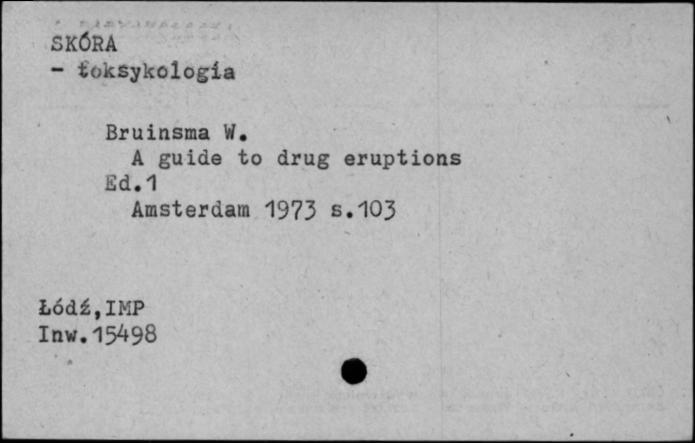 SKÓRA
- toksykologia
Bruinsma W.
A guide to drug eruptions
Ed.1
Amsterdam 1973 s.103
Łódź,IMP
Inw.15498